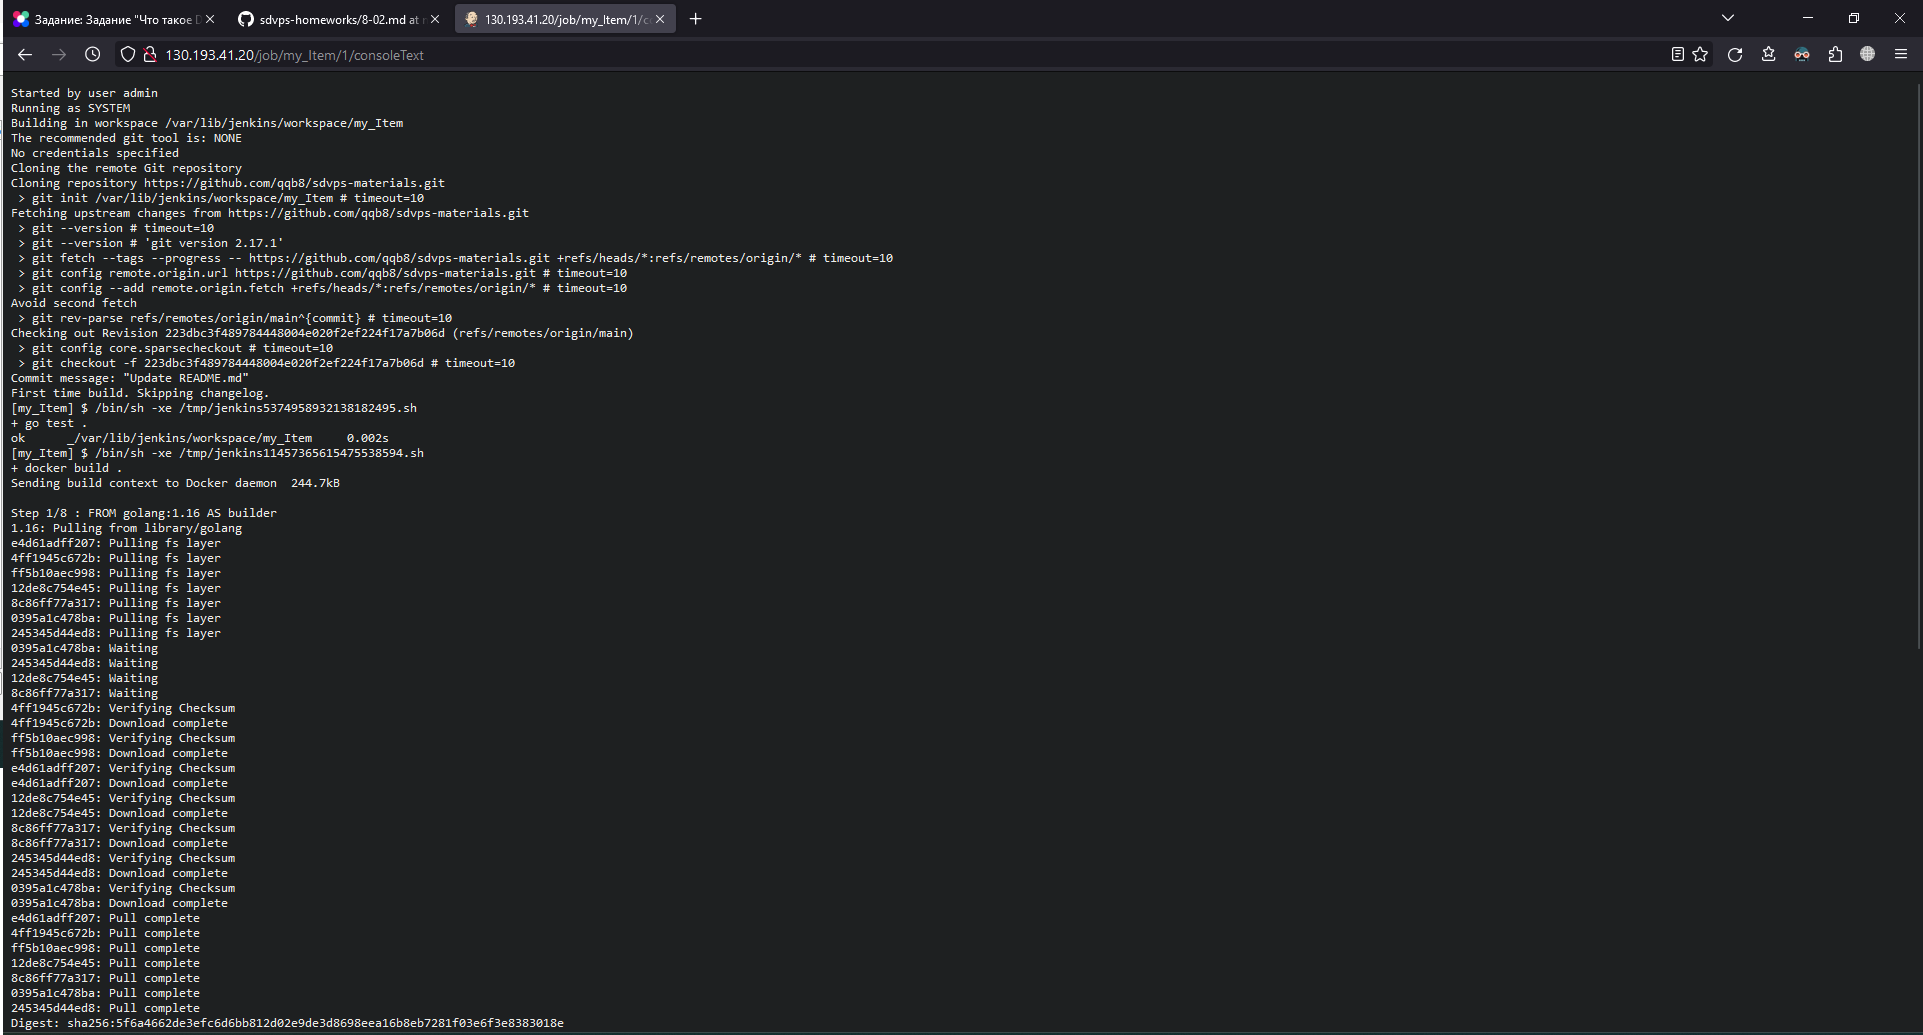 Задание: Задание "Что такое D
sdvps-homeworks/8-02.md at
130.193.41.20/job/my_Item/1/c
130.193.41.20/job/my_Item/1/consoleText
Started by user admin
Running as SYSTEM
Building in workspace /var/lib/jenkins/workspace/my_Item
The recommended git tool is: NONE
No credentials specified
Cloning the remote Git repository
Cloning repository https://github.com/qqb8/sdvps-materials.git
 > git init /var/lib/jenkins/workspace/my_Item # timeout=10
Fetching upstream changes from https://github.com/qqb8/sdvps-materials.git
 > git --version # timeout=10
 > git --version # 'git version 2.17.1'
 > git fetch --tags --progress -- https://github.com/qqb8/sdvps-materials.git +refs/heads/*:refs/remotes/origin/* # timeout=10
 > git config remote.origin.url https://github.com/qqb8/sdvps-materials.git # timeout=10
 > git config --add remote.origin.fetch +refs/heads/*:refs/remotes/origin/* # timeout=10
Avoid second fetch
 > git rev-parse refs/remotes/origin/main^{commit} # timeout=10
Checking out Revision 223dbc3f489784448004e020f2ef224f17a7b06d (refs/remotes/origin/main)
 > git config core.sparsecheckout # timeout=10
 > git checkout -f 223dbc3f489784448004e020f2ef224f17a7b06d # timeout=10
Commit message: "Update README.md"
First time build. Skipping changelog.
[my_Item] $ /bin/sh -xe /tmp/jenkins5374958932138182495.sh
+ go test .
ok      _/var/lib/jenkins/workspace/my_Item     0.002s
[my_Item] $ /bin/sh -xe /tmp/jenkins11457365615475538594.sh
+ docker build .
Sending build context to Docker daemon  244.7kB
Step 1/8 : FROM golang:1.16 AS builder
1.16: Pulling from library/golang
e4d61adff207: Pulling fs layer
4ff1945c672b: Pulling fs layer
ff5b10aec998: Pulling fs layer
12de8c754e45: Pulling fs layer
8c86ff77a317: Pulling fs layer
0395a1c478ba: Pulling fs layer
245345d44ed8: Pulling fs layer
0395a1c478ba: Waiting
245345d44ed8: Waiting
12de8c754e45: Waiting
8c86ff77a317: Waiting
4ff1945c672b: Verifying Checksum
4ff1945c672b: Download complete
ff5b10aec998: Verifying Checksum
ff5b10aec998: Download complete
e4d61adff207: Verifying Checksum
e4d61adff207: Download complete
12de8c754e45: Verifying Checksum
12de8c754e45: Download complete
8c86ff77a317: Verifying Checksum
8c86ff77a317: Download complete
245345d44ed8: Verifying Checksum
245345d44ed8: Download complete
0395a1c478ba: Verifying Checksum
0395a1c478ba: Download complete
e4d61adff207: Pull complete
4ff1945c672b: Pull complete
ff5b10aec998: Pull complete
12de8c754e45: Pull complete
8c86ff77a317: Pull complete
0395a1c478ba: Pull complete
245345d44ed8: Pull complete
Digest: sha256:5f6a4662de3efc6d6bb812d02e9de3d8698eea16b8eb7281f03e6f3e8383018e